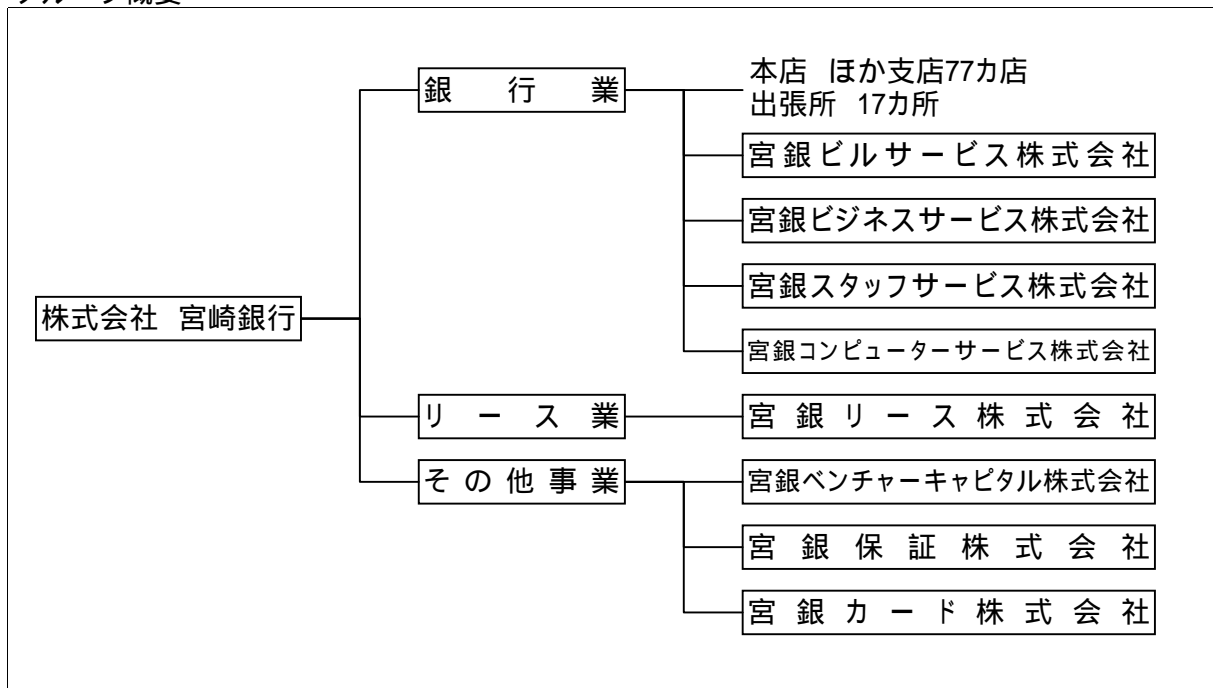 本店 ほか支店77カ店
出張所 17カ所
銀行業
宮銀ビルサービス株式会社
宮銀ビジネスサービス株式会社
宮銀スタッフサービス株式会社
株式会社 宮崎銀行
宮銀コンピューターサービス株式会社
リース業
宮銀リース株式会社
その他事業
宮銀ベンチャーキャピタル株式会社
宮銀保証株式会社
宮銀カード株式会社